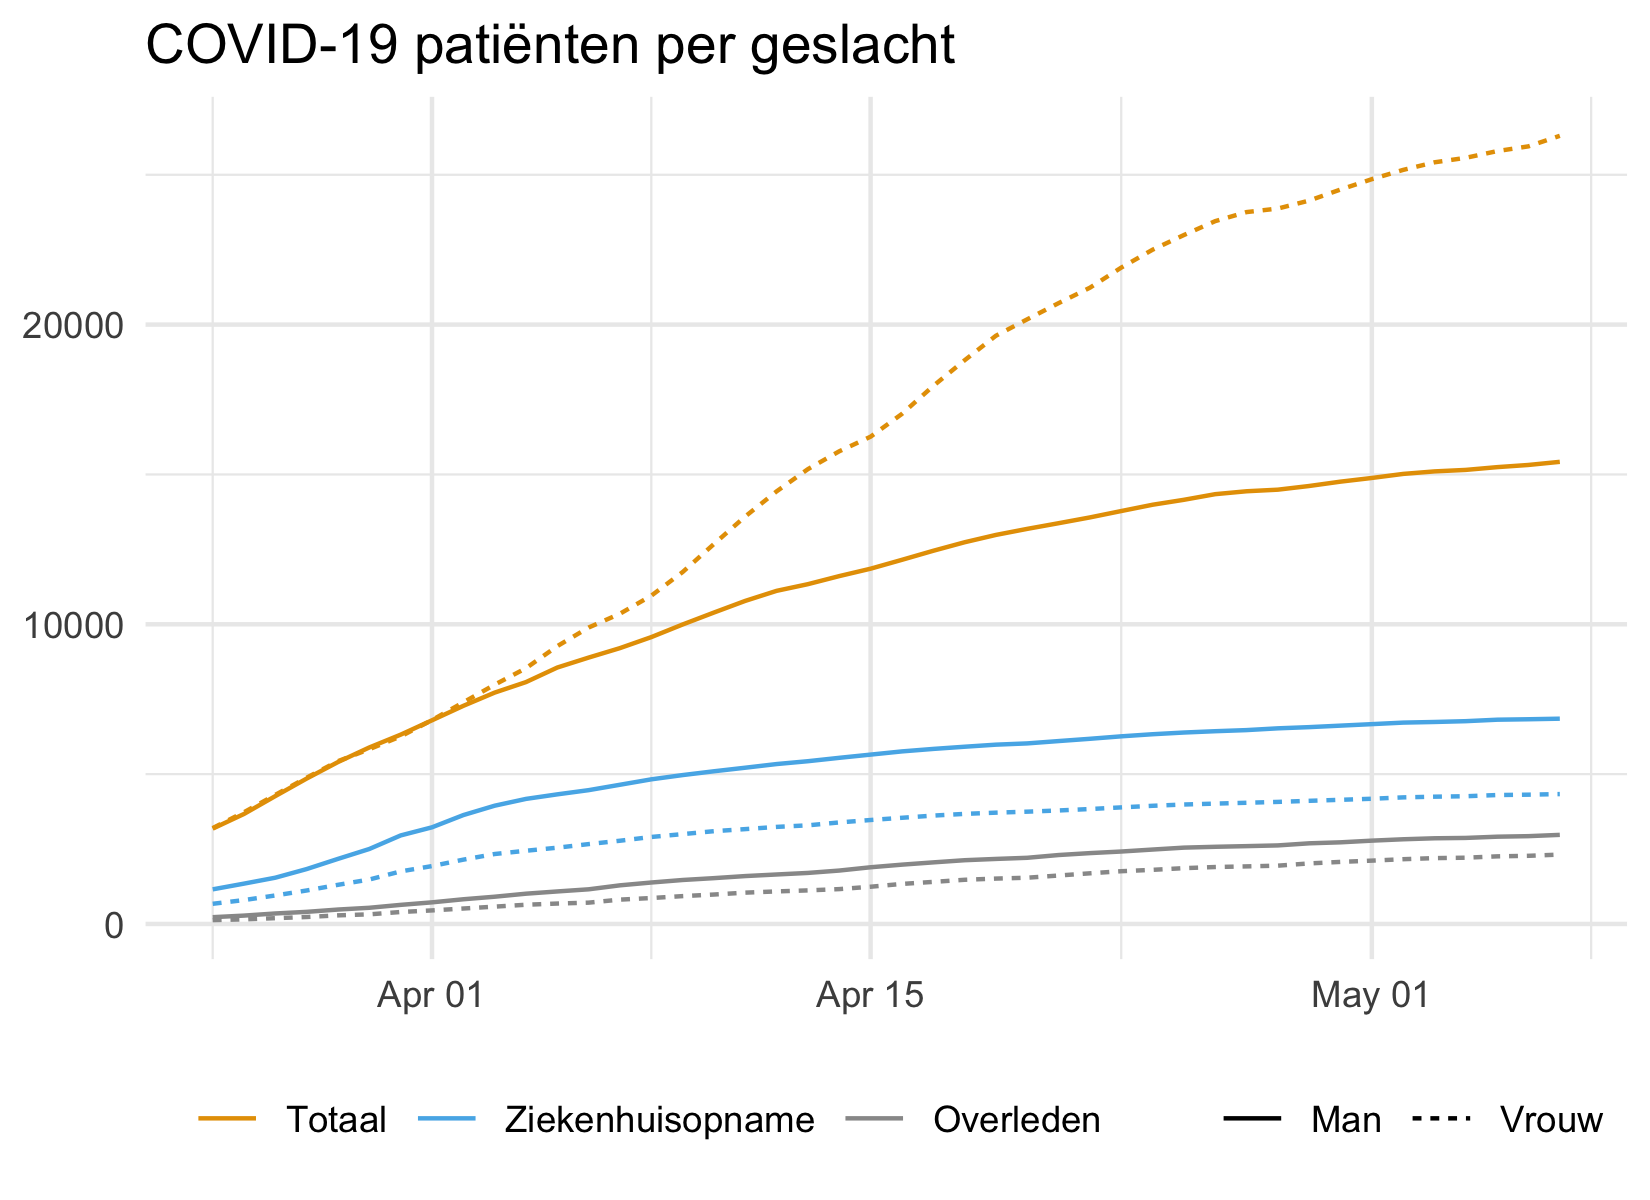 COVID-19 patiënten per geslacht
20000
10000
0
Apr 01 Apr 15 May 01
Totaal Ziekenhuisopname Overleden Man Vrouw